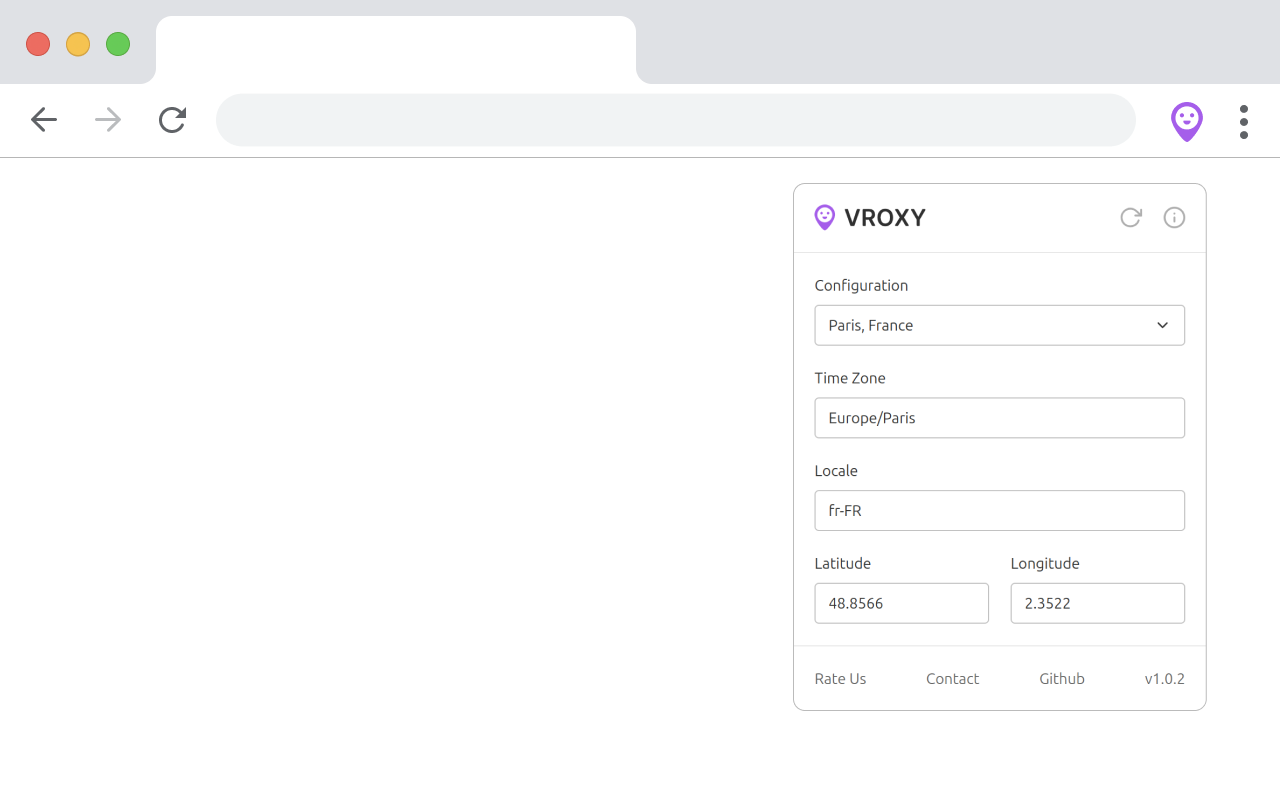 VROXY
Configuration
Paris, France
Time Zone
Europe/Paris
Locale
fr-FR
Latitude Longitude
48.8566 2.3522
Rate Us Contact Github v1.0.2